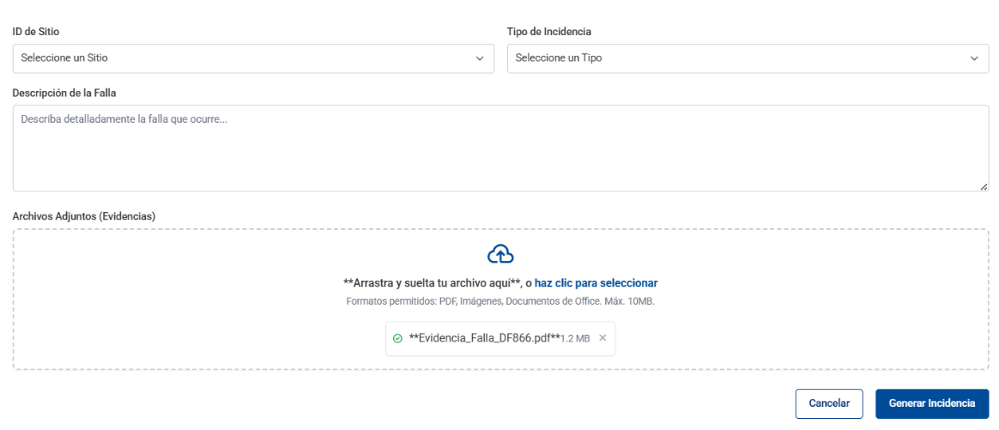 ID de Sitio
Tipo de Incidencia
Seleccione un Sitio
Seleccione un Tipo
Descripción de la Falla
Describa detalladamente la falla que ocurre...
Archivos Adjuntos (Evidencias)
**Arrastra y suelta tu archivo aquí**, o haz clic para seleccionar
Formatos permitidos: PDF, Imágenes, Documentos de Office. Máx. 10MB.
**Evidencia_Falla_DF866.pdf**1.2 MB
Cancelar
Generar Incidencia